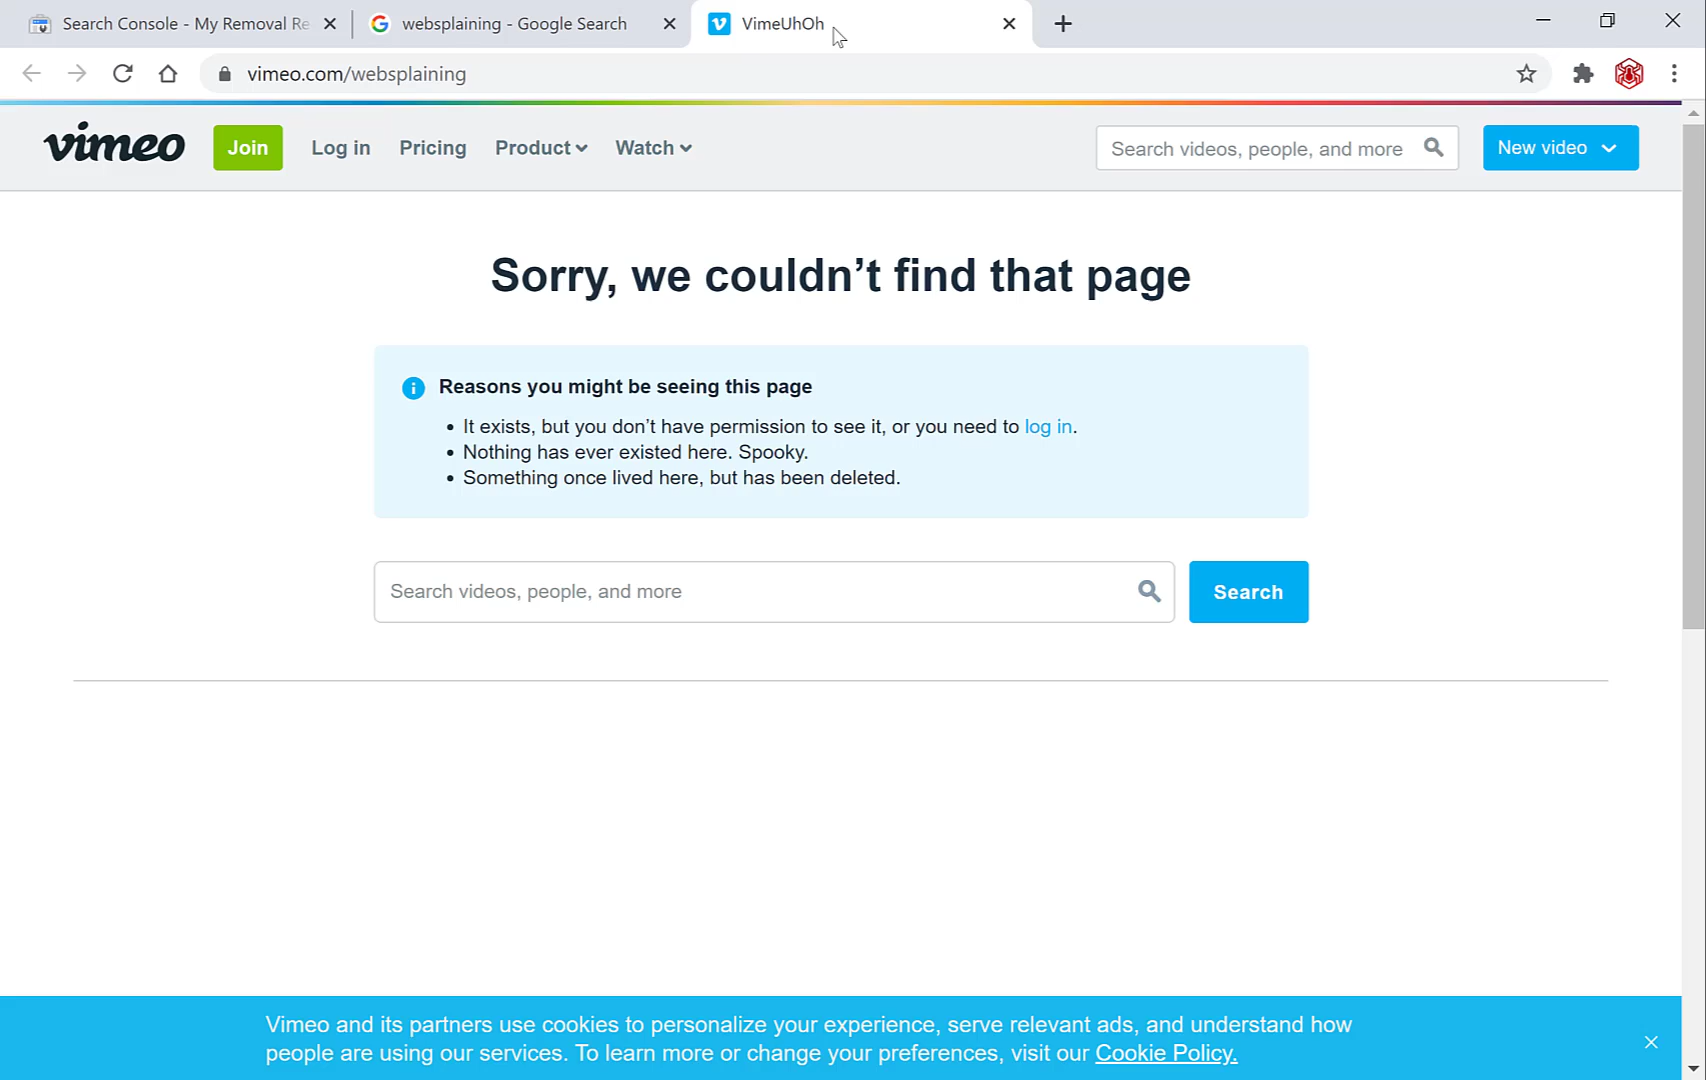 Search Console - My Removal Re
websplaining - Google Search
VimeUhOh
vimeo.com/websplaining
vimeo
Join
Log in
Pricing
Product
Watch
Search videos, people, and more
New video
Sorry, we couldn’t find that page
Reasons you might be seeing this page
• It exists, but you don’t have permission to see it, or you need to log in.
• Nothing has ever existed here. Spooky.
• Something once lived here, but has been deleted.
Search videos, people, and more
Search
Vimeo and its partners use cookies to personalize your experience, serve relevant ads, and understand how
people are using our services. To learn more or change your preferences, visit our Cookie Policy.